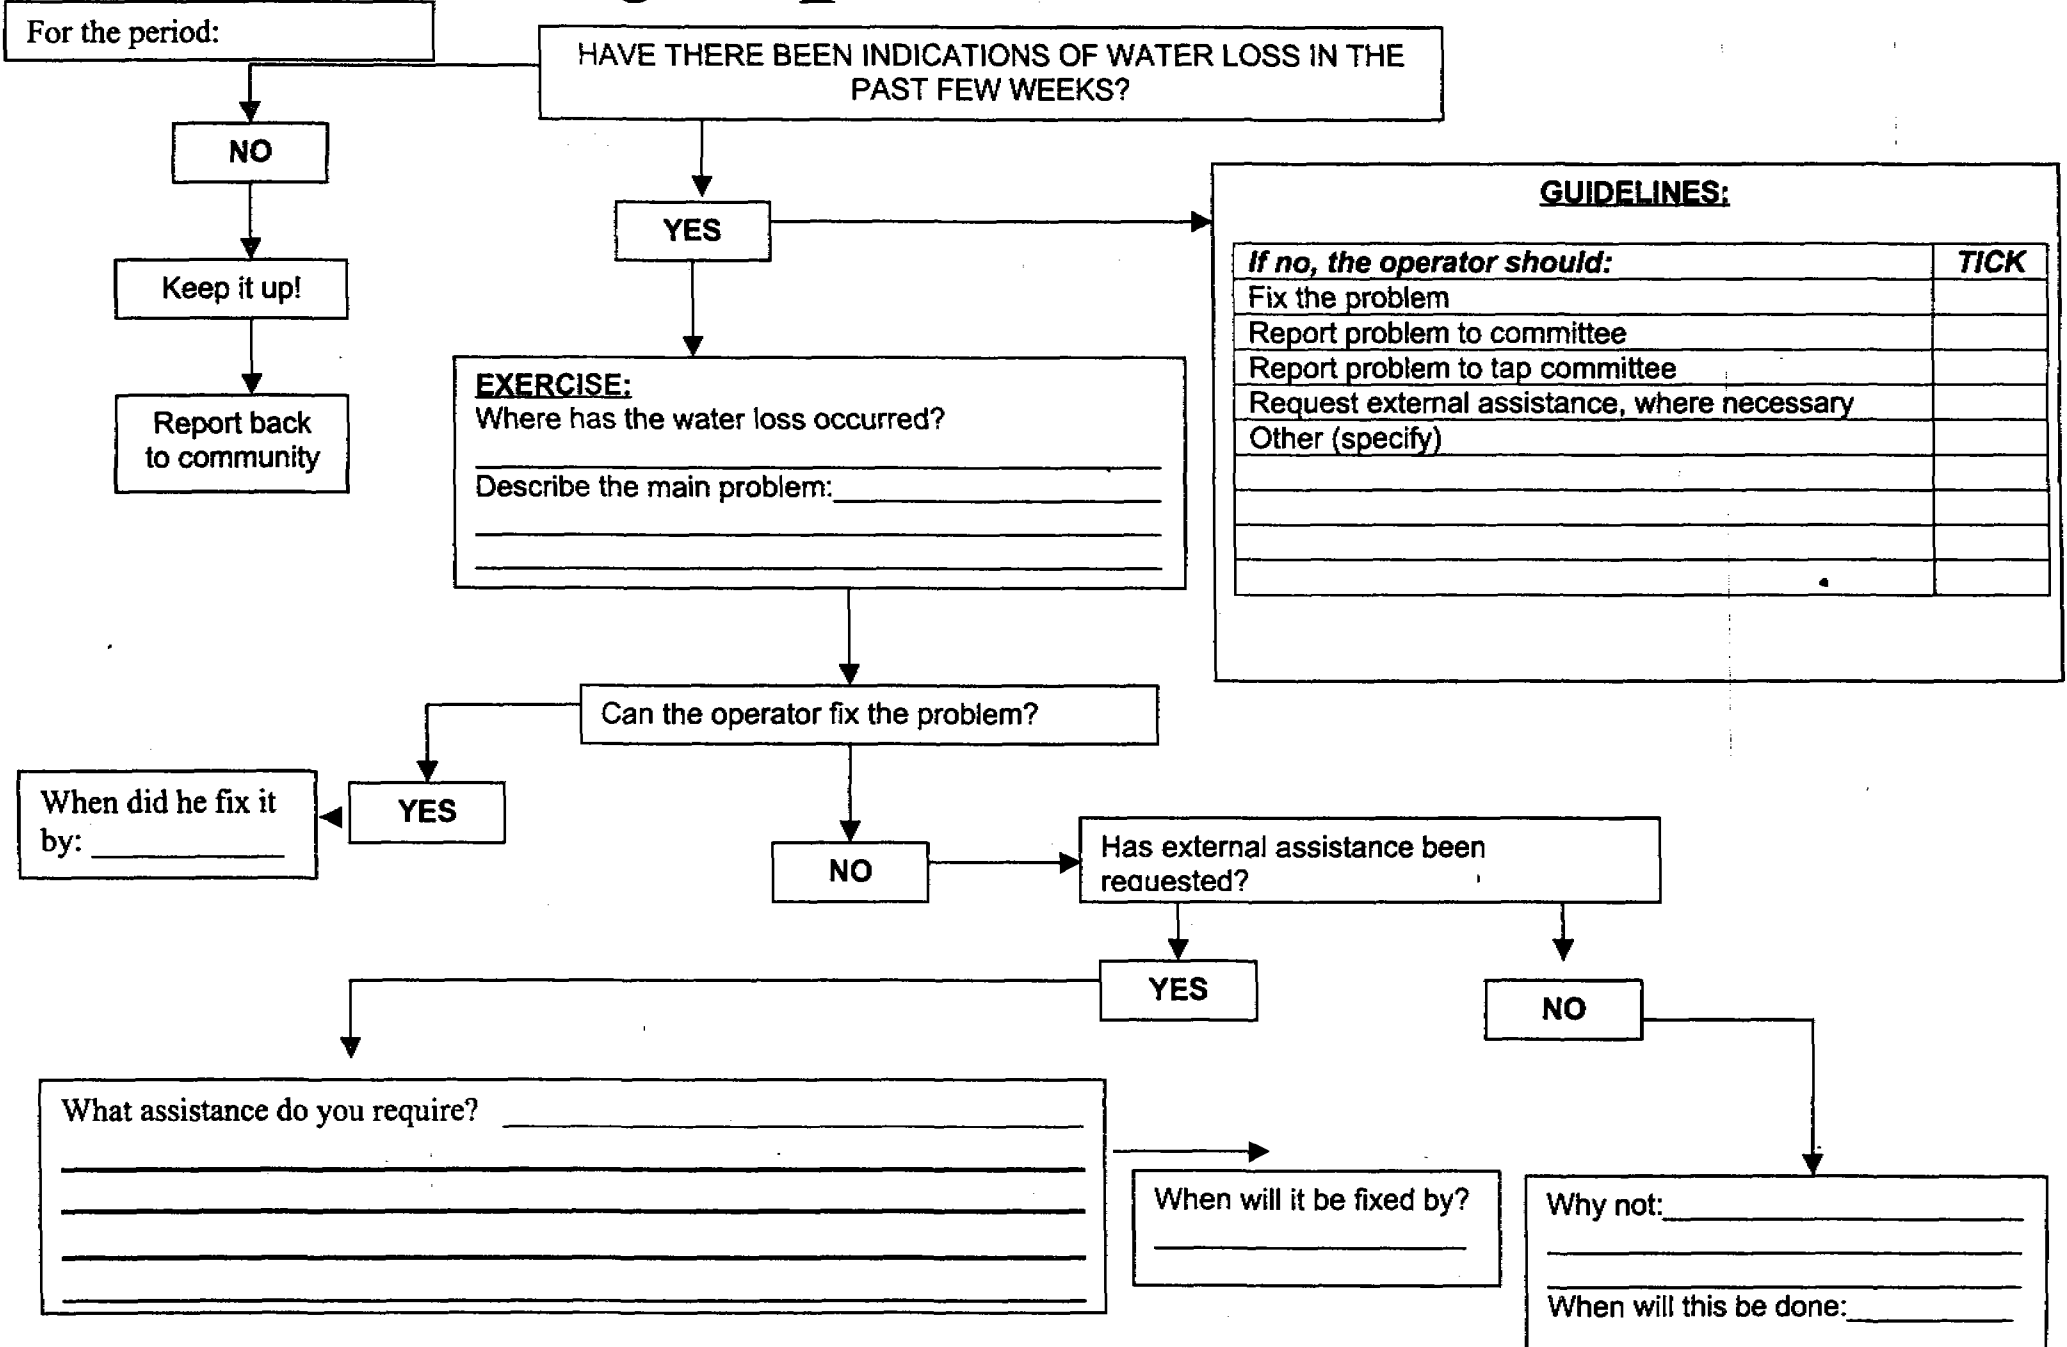 For the period:
HAVE THERE BEEN INDICATIONS OF WATER LOSS IN THE
PAST FEW WEEKS?
NO
YES
Keep it up!
Report back
to community
GUIDELINES:
If no, the operator should: TICK
Fix the problem
Report problem to committee
Report problem to tap committee
Request external assistance, where necessary
Other (specify)
EXERCISE:
Where has the water loss occurred?
Describe the main problem:
Can the operator fix the problem?
When did he fix it
by:
YES
NO
Has external assistance been
requested?
YES
NO
What assistance do you require?
When will it be fixed by?
Why not:
When will this be done: